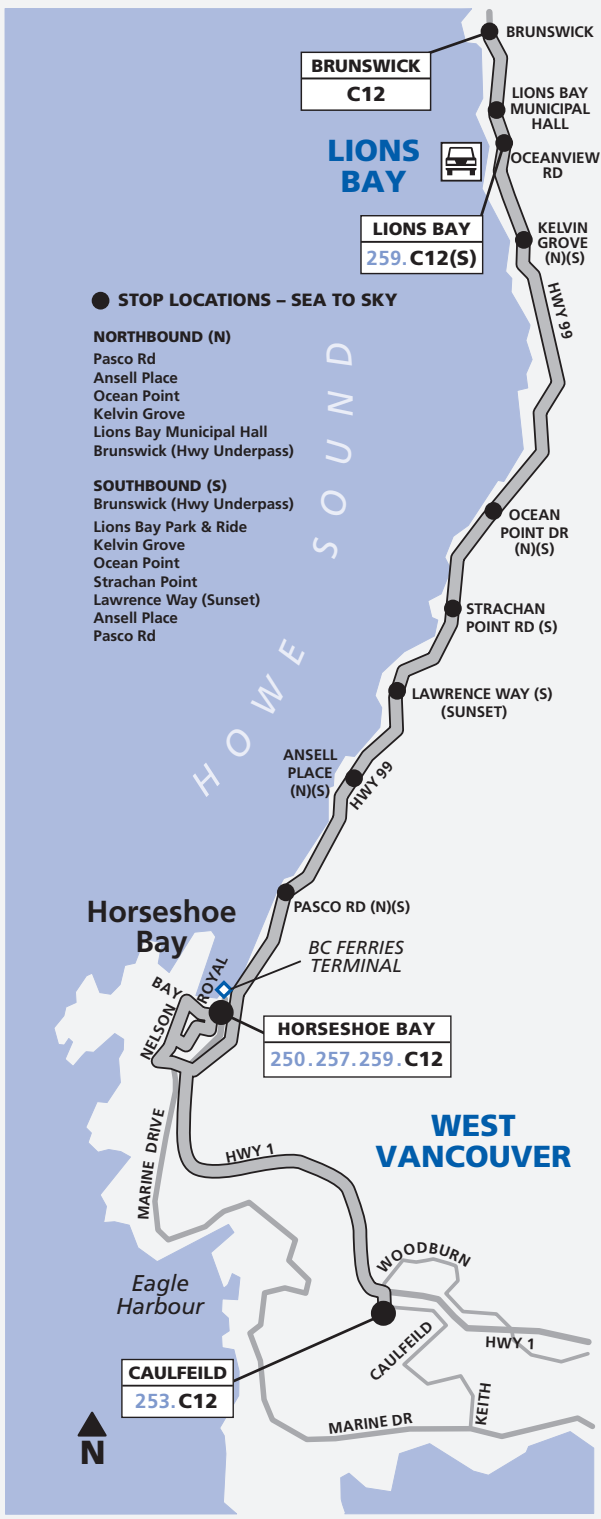 BRUNSWICK
BRUNSWICK
C12
LIONS BAY
MUNICIPAL
HALL
LIONS
BAY
OCEANVIEW
RD
LIONS BAY
259.C12(S)
KELVIN
GROVE
(N)(S)
HWY 99
STOP LOCATIONS – SEA TO SKY
NORTHBOUND (N)
Pasco Rd
Ansell Place
Ocean Point
Kelvin Grove
Lions Bay Municipal Hall
Brunswick (Hwy Underpass)
SOUTHBOUND (S)
Brunswick (Hwy Underpass)
Lions Bay Park & Ride
Kelvin Grove
Ocean Point
Strachan Point
Lawrence Way (Sunset)
Ansell Place
Pasco Rd
HOWE SOUND
OCEAN
POINT DR
(N)(S)
STRACHAN
POINT RD (S)
LAWRENCE WAY (S)
(SUNSET)
ANSELL
PLACE
(N)(S)
HWY 99
PASCO RD (N)(S)
Horseshoe
Bay
BC FERRIES
TERMINAL
ROYAL
BAY
NELSON
HORSESHOE BAY
250.257.259.C12
WEST
VANCOUVER
MARINE DRIVE
HWY 1
WOODBURN
Eagle
Harbour
HWY 1
CAULFEILD
CAULFEILD
253.C12
KEITH
MARINE DR
N